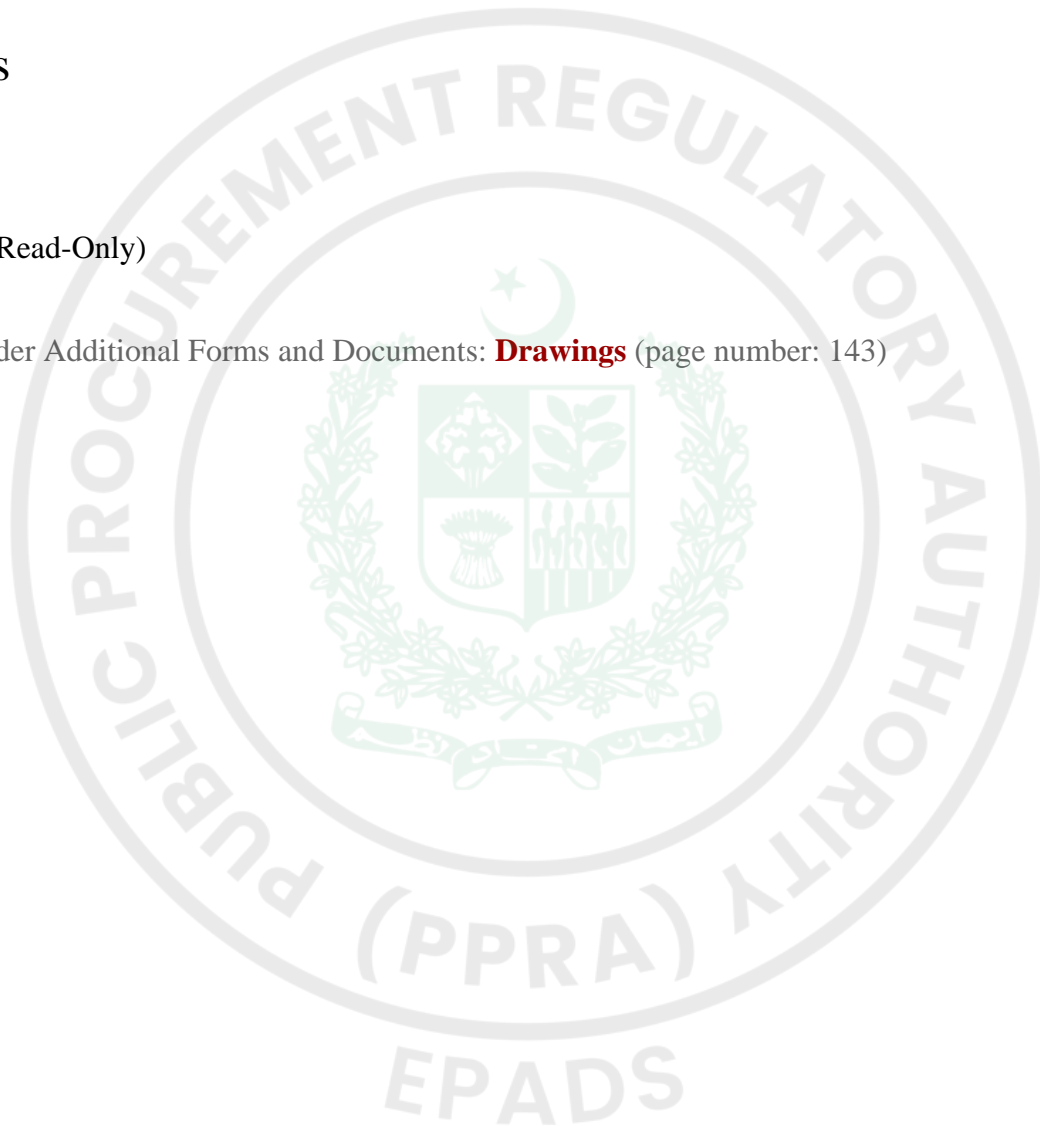 s
Read-Only)
der Additional Forms and Documents: Drawings (page number: 143)
PUBLIC PROCUREMENT REGULATORY AUTHORITY
(PPRA)
EPADS